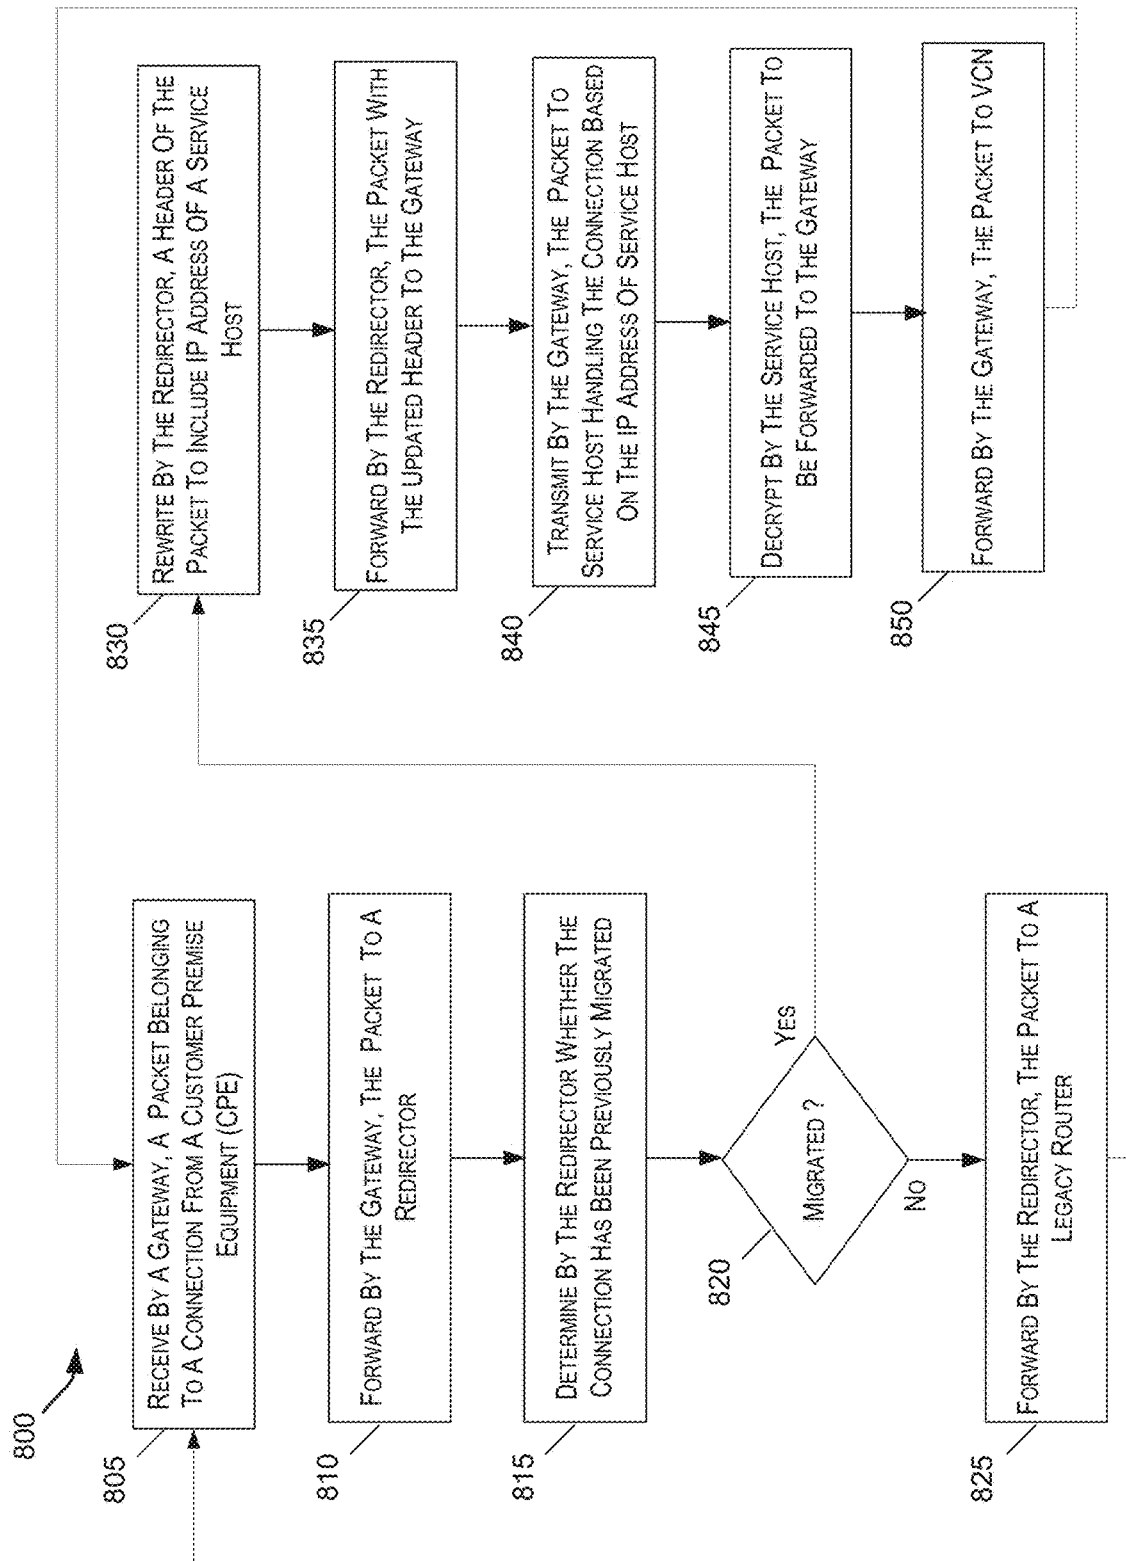 800
805
RECEIVE BY A GATEWAY, A PACKET BELONGING
TO A CONNECTION FROM A CUSTOMER PREMISE
EQUIPMENT (CPE)
810
FORWARD BY THE GATEWAY, THE PACKET TO A
REDIRECTOR
815
DETERMINE BY THE REDIRECTOR WHETHER THE
CONNECTION HAS BEEN PREVIOUSLY MIGRATED
820
MIGRATED ?
YES
NO
825
FORWARD BY THE REDIRECTOR, THE PACKET TO A
LEGACY ROUTER
830
REWRITE BY THE REDIRECTOR, A HEADER OF THE
PACKET TO INCLUDE IP ADDRESS OF A SERVICE
HOST
835
FORWARD BY THE REDIRECTOR, THE PACKET WITH
THE UPDATED HEADER TO THE GATEWAY
840
TRANSMIT BY THE GATEWAY, THE PACKET TO
SERVICE HOST HANDLING THE CONNECTION BASED
ON THE IP ADDRESS OF SERVICE HOST
845
DECRYPT BY THE SERVICE HOST, THE PACKET TO
BE FORWARDED TO THE GATEWAY
850
FORWARD BY THE GATEWAY, THE PACKET TO VCN